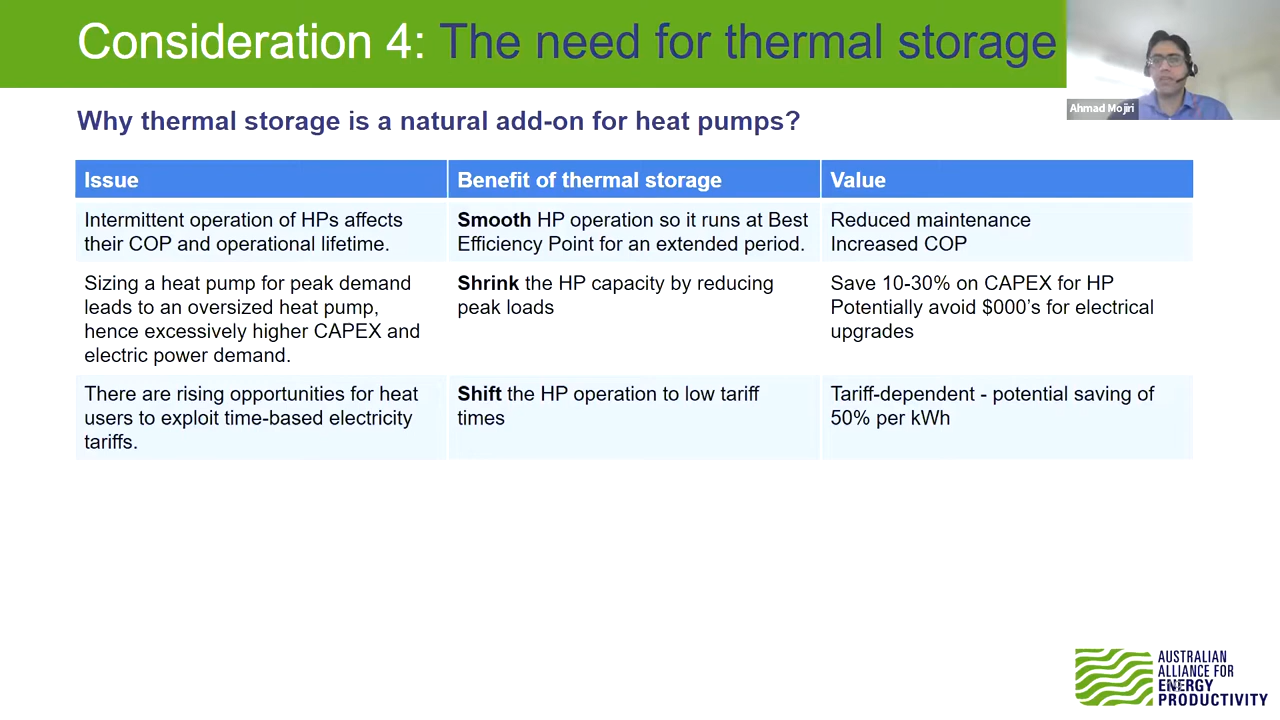 Consideration 4: The need for thermal storage
Ahmad Mojiri
Why thermal storage is a natural add-on for heat pumps?
Issue
Benefit of thermal storage
Value
Intermittent operation of HPs affects
their COP and operational lifetime.
Smooth HP operation so it runs at Best
Efficiency Point for an extended period.
Reduced maintenance
Increased COP
Sizing a heat pump for peak demand
leads to an oversized heat pump,
hence excessively higher CAPEX and
electric power demand.
Shrink the HP capacity by reducing
peak loads
Save 10-30% on CAPEX for HP
Potentially avoid $000's for electrical
upgrades
There are rising opportunities for heat
users to exploit time-based electricity
tariffs.
Shift the HP operation to low tariff
times
Tariff-dependent - potential saving of
50% per kWh
AUSTRALIAN
ALLIANCE FOR
ENERGY
PRODUCTIVITY